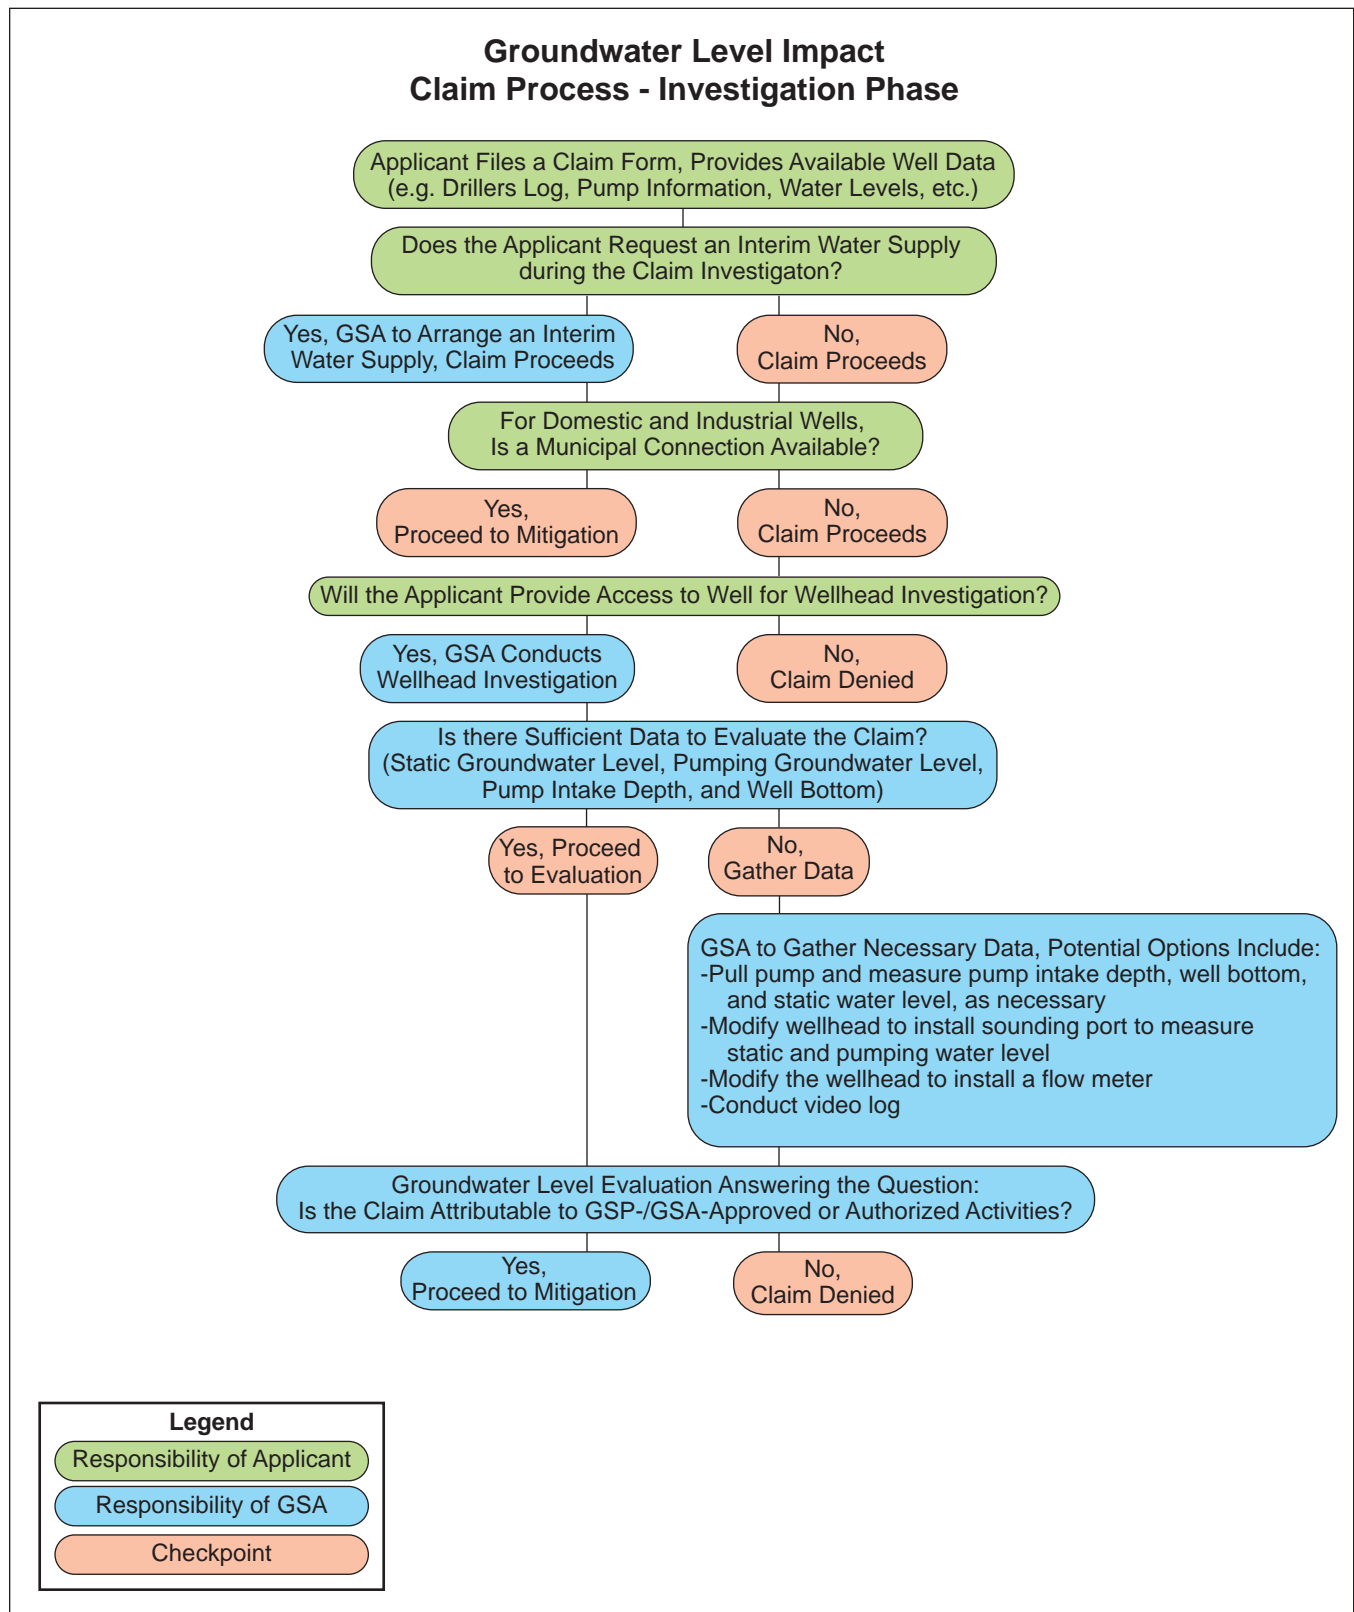 Groundwater Level Impact
Claim Process - Investigation Phase
Applicant Files a Claim Form, Provides Available Well Data
(e.g. Drillers Log, Pump Information, Water Levels, etc.)
Does the Applicant Request an Interim Water Supply
during the Claim Investigaton?
Yes, GSA to Arrange an Interim
Water Supply, Claim Proceeds
No,
Claim Proceeds
For Domestic and Industrial Wells,
Is a Municipal Connection Available?
Yes,
Proceed to Mitigation
No,
Claim Proceeds
Will the Applicant Provide Access to Well for Wellhead Investigation?
Yes, GSA Conducts
Wellhead Investigation
No,
Claim Denied
Is there Sufficient Data to Evaluate the Claim?
(Static Groundwater Level, Pumping Groundwater Level,
Pump Intake Depth, and Well Bottom)
Yes, Proceed
to Evaluation
No,
Gather Data
GSA to Gather Necessary Data, Potential Options Include:
-Pull pump and measure pump intake depth, well bottom,
and static water level, as necessary
-Modify wellhead to install sounding port to measure
static and pumping water level
-Modify the wellhead to install a flow meter
-Conduct video log
Groundwater Level Evaluation Answering the Question:
Is the Claim Attributable to GSP-/GSA-Approved or Authorized Activities?
Yes,
Proceed to Mitigation
No,
Claim Denied
Legend
Responsibility of Applicant
Responsibility of GSA
Checkpoint